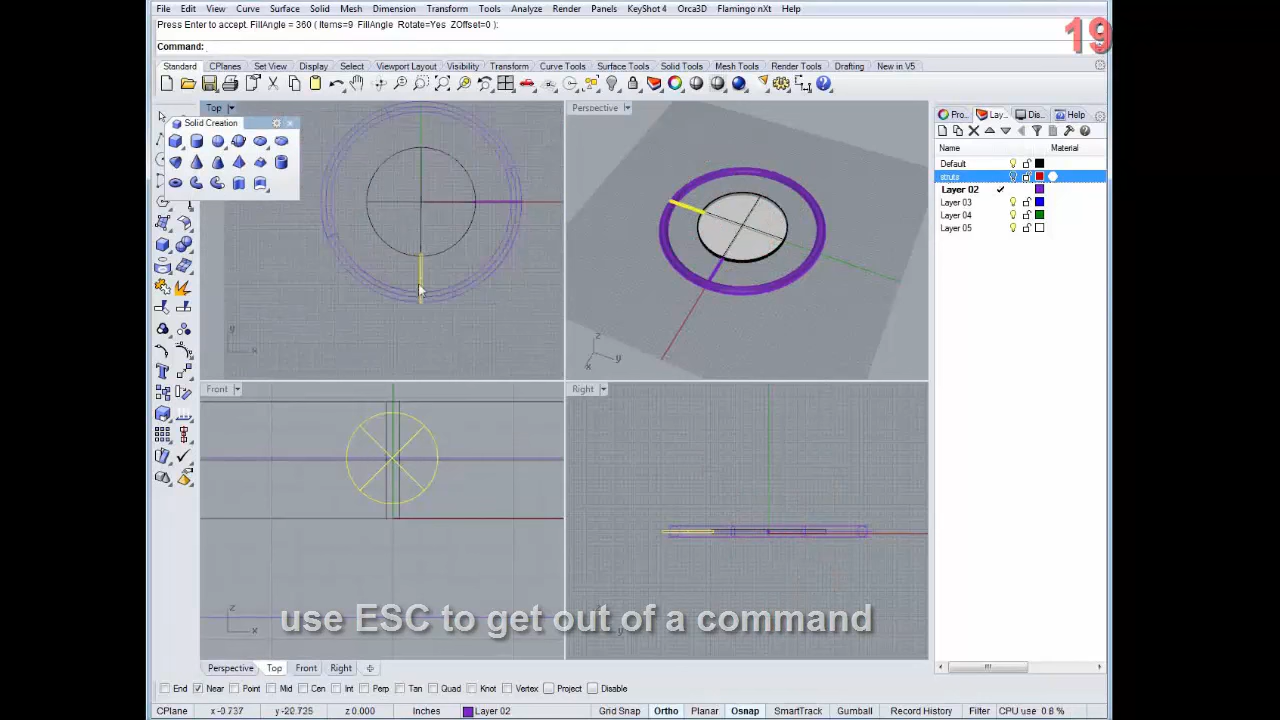 File Edit View Curve Surface Solid Mesh Dimension Transform Tools Analyze Render Panels KeyShot 4 Orca3D Flamingo nXt Help
Press Enter to accept. FillAngle = 360 ( Items=9 FillAngle Rotate=Yes ZOffset=0 ):
19
Command:
Standard CPlanes Set View Display Select Viewport Layout Visibility Transform Curve Tools Surface Tools Solid Tools Mesh Tools Render Tools Drafting New in V5
Top
Perspective
Pro...
Lay...
Dis...
Help
Solid Creation
Name Material
Default
struts
Layer 02
Layer 03
Layer 04
Layer 05
y
x
z
y
x
Front
Right
z
x
use ESC to get out of a command
Perspective Top Front Right
End Near Point Mid Cen Int Perp Tan Quad Knot Vertex Project Disable
CPlane x -0.737 y -20.725 z 0.000 Inches Layer 02 Grid Snap Ortho Planar Osnap SmartTrack Gumball Record History Filter CPU use 0.8 %